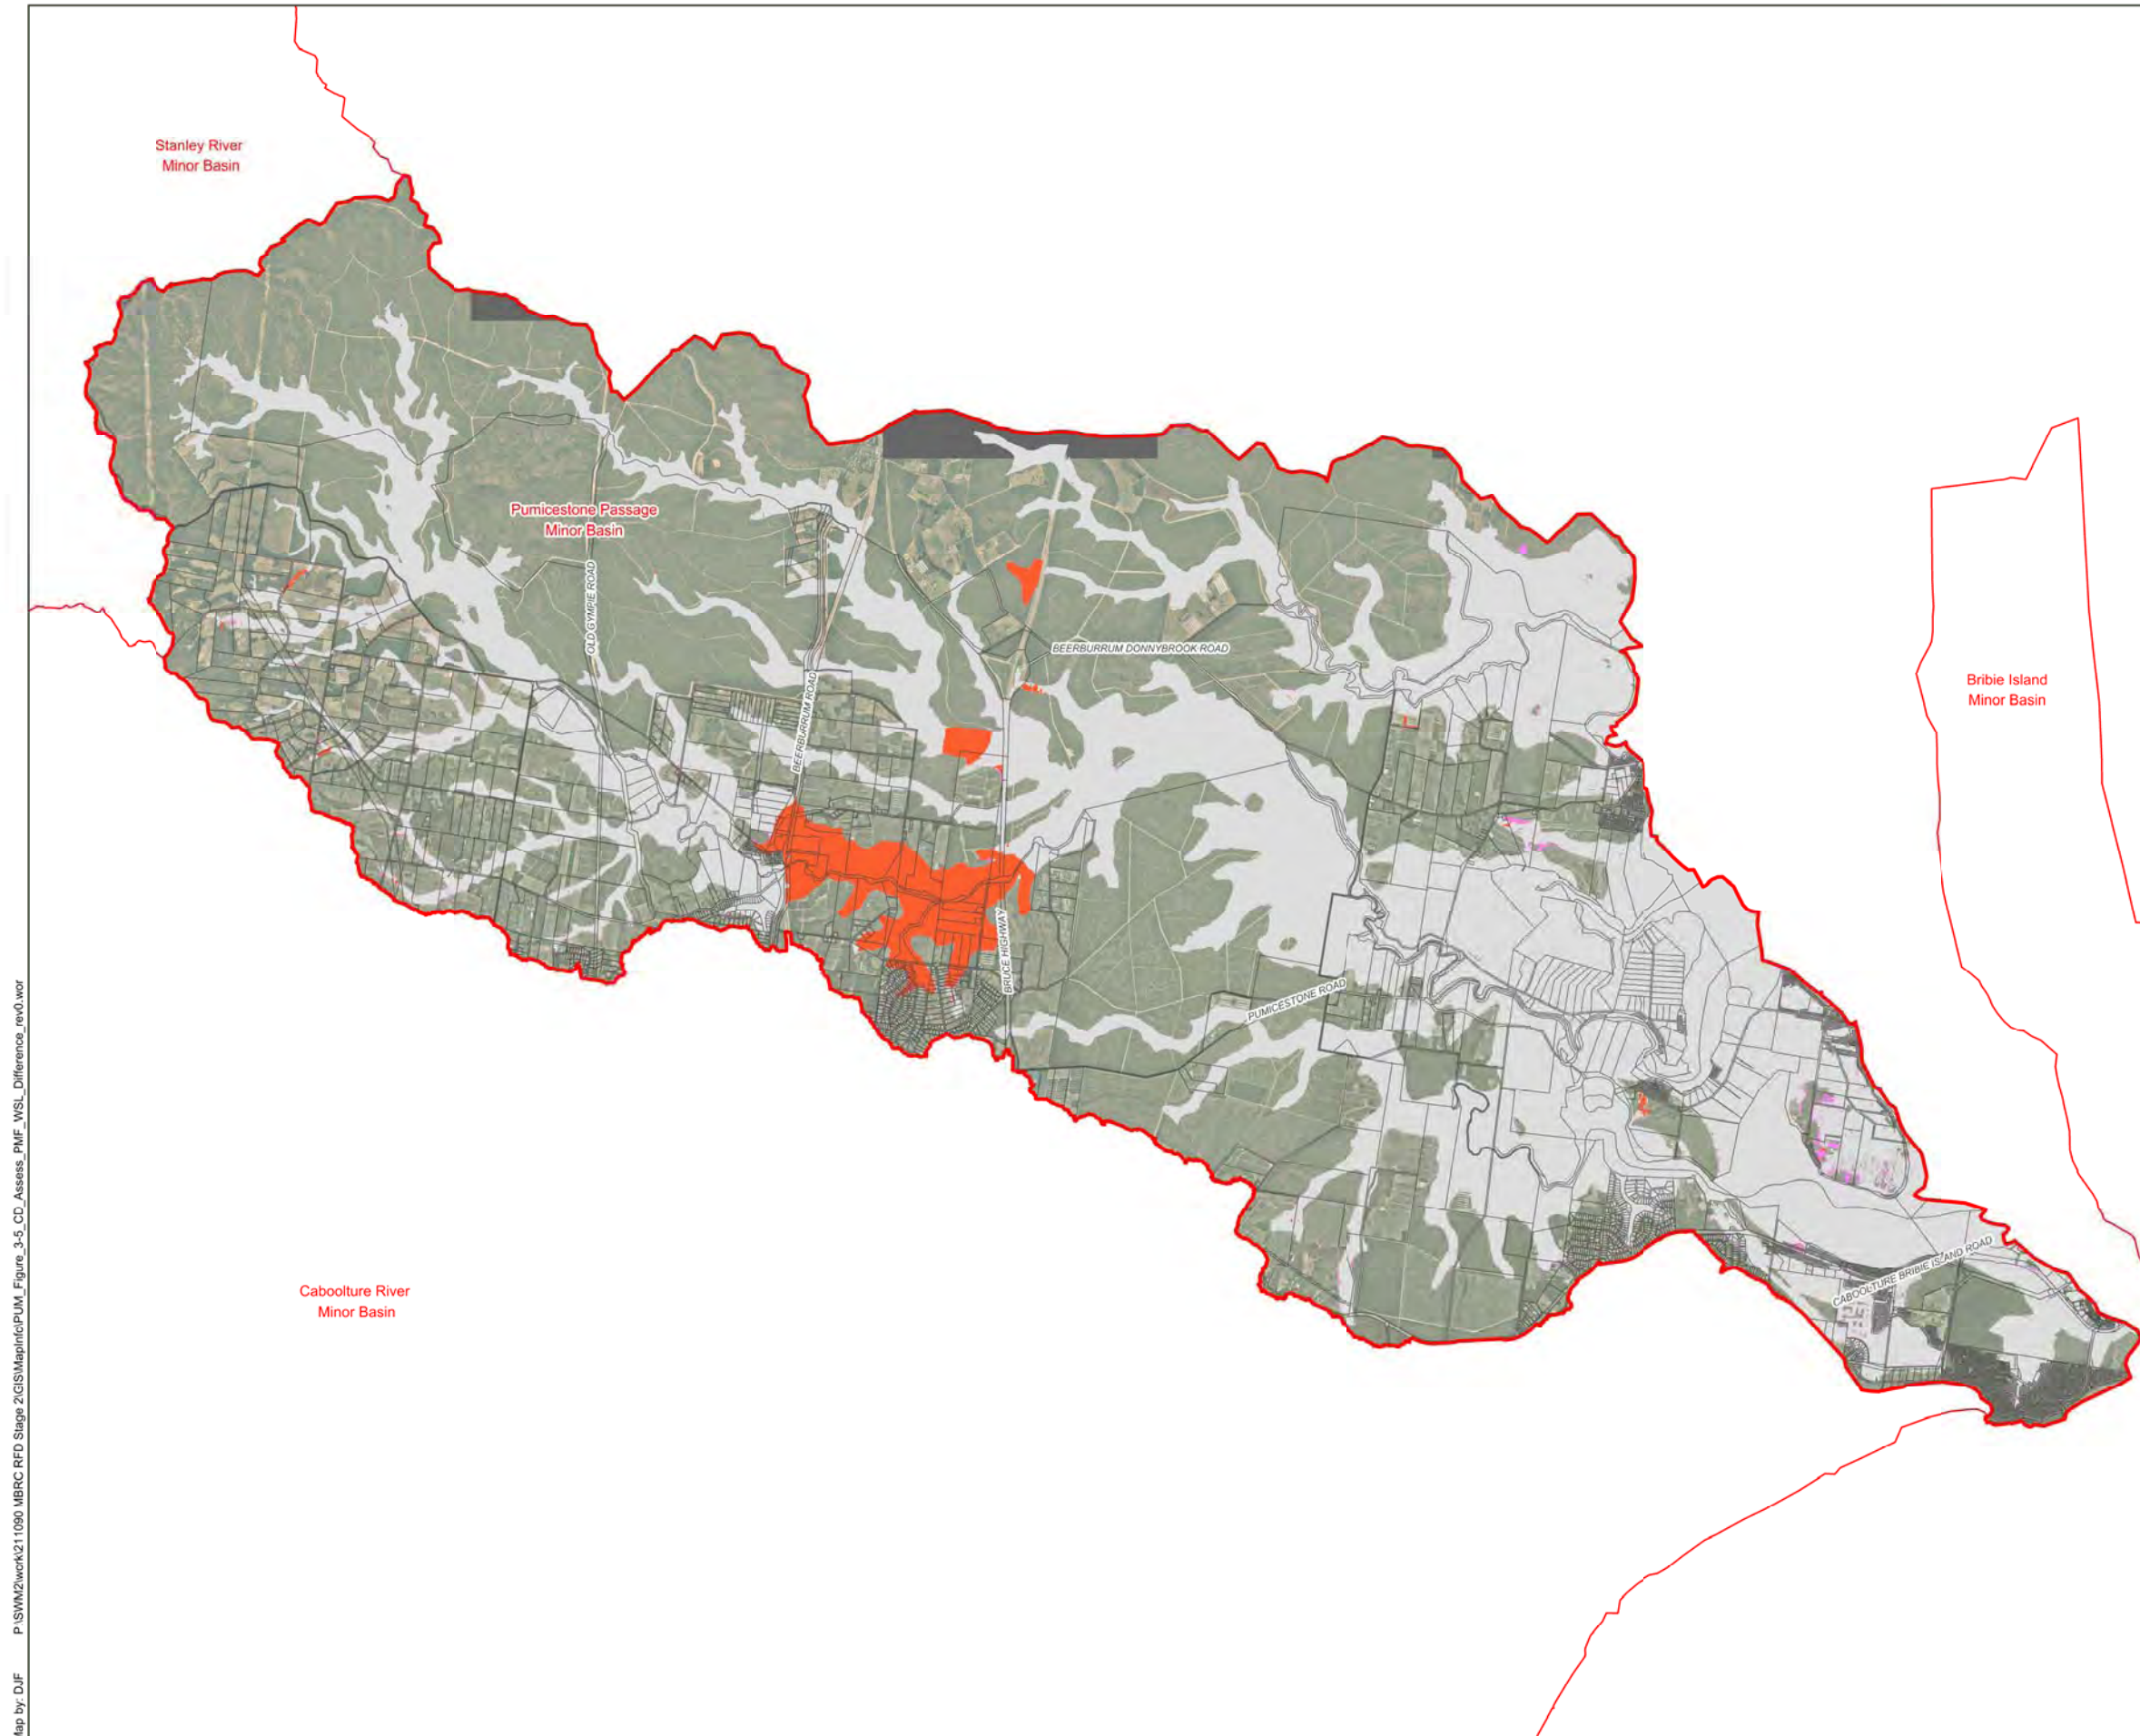 Stanley River
Minor Basin
Pumicestone Passage
Minor Basin
OLD GYMPIE ROAD
BEERBURRUM DONNYBROOK ROAD
BEERBURRUM ROAD
Bribie Island
Minor Basin
BRUCE HIGHWAY
PUMICESTONE ROAD
CABOOLTURE BRIBIE ISLAND ROAD
Caboolture River
Minor Basin
Map by: DJF P:\SWM2\work\211090 MBRC RFD Stage 2\GIS\MapInfo\PUM_Figure_3-5_CD_Assess_PMF_WSL_Difference_rev0.wor